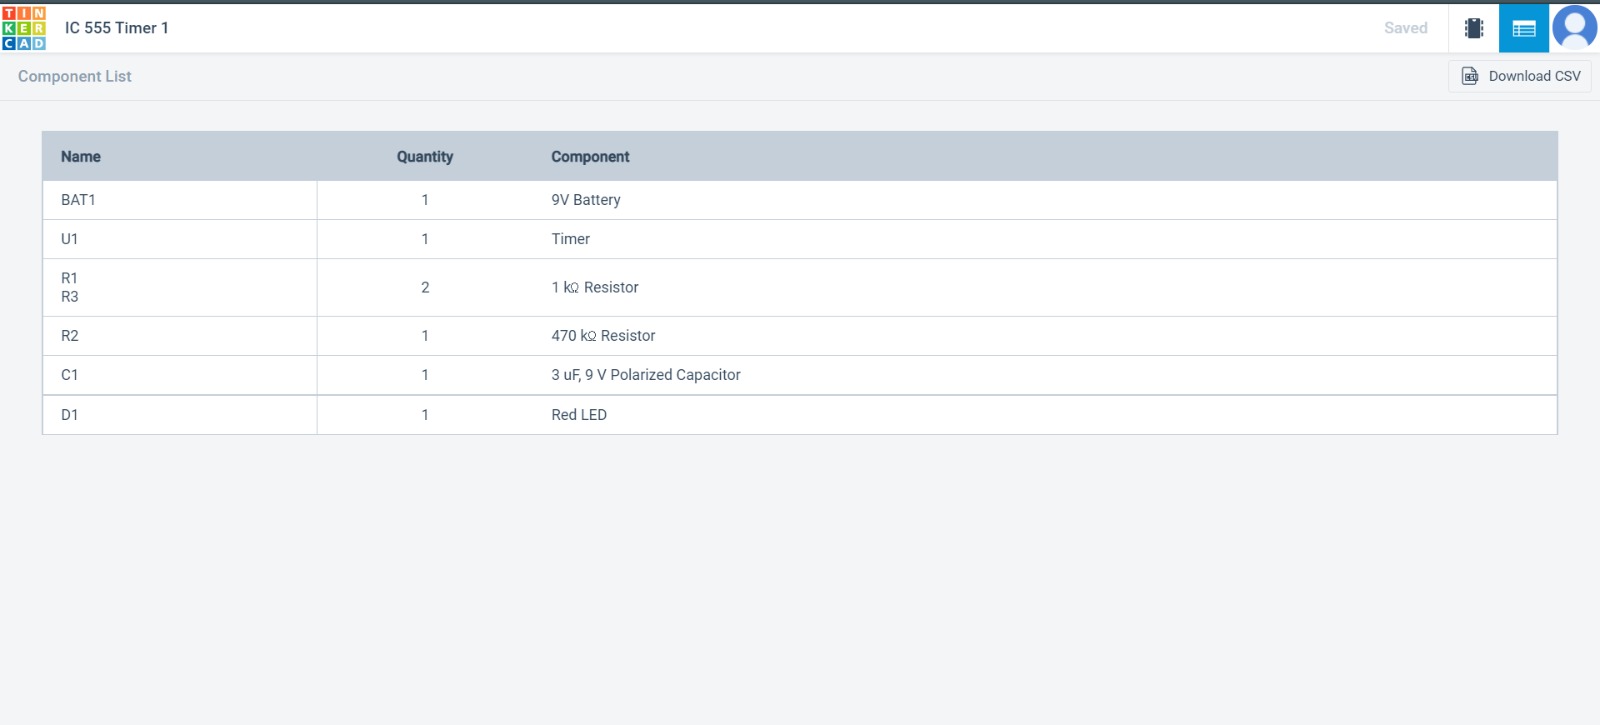 TIN
KER
CAD
IC 555 Timer 1
Saved
Component List
Download CSV
Name Quantity Component
BAT1 1 9V Battery
U1 1 Timer
R1
R3
2 1 kΩ Resistor
R2 1 470 kΩ Resistor
C1 1 3 uF, 9 V Polarized Capacitor
D1 1 Red LED